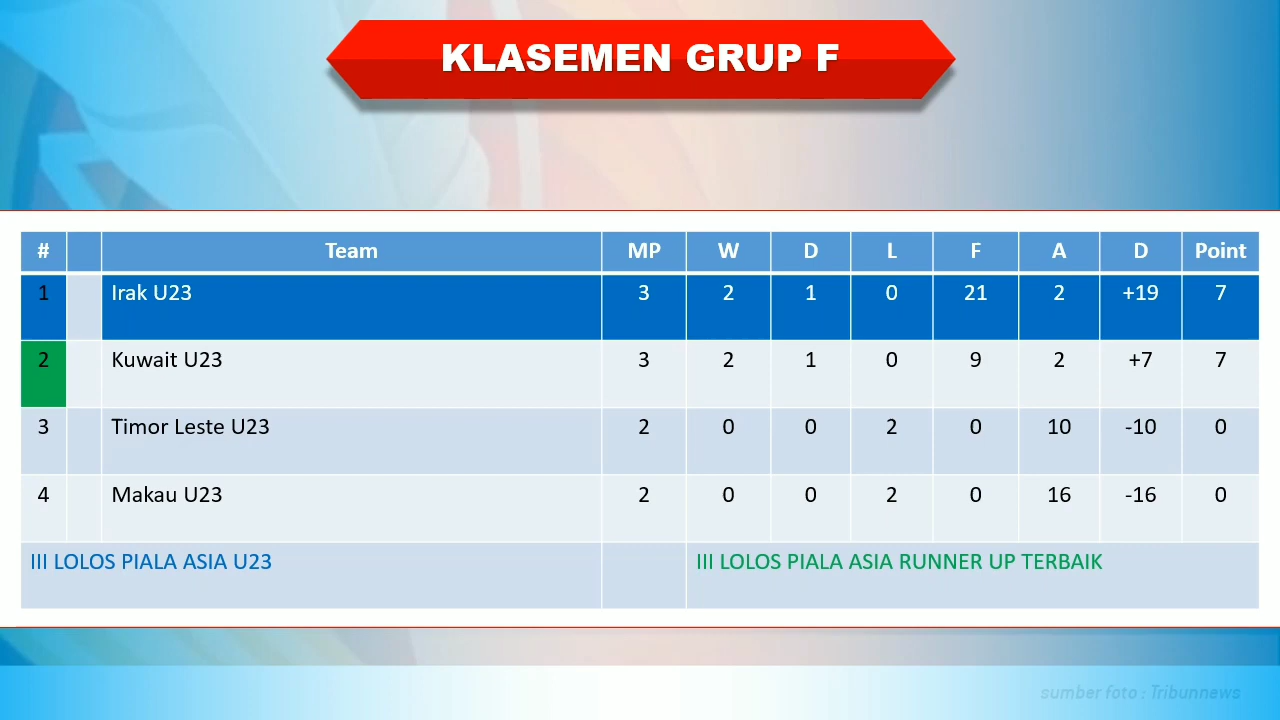 KLASEMEN GRUP F
# Team MP W D L F A D Point
1 Irak U23 3 2 1 0 21 2 +19 7
2 Kuwait U23 3 2 1 0 9 2 +7 7
3 Timor Leste U23 2 0 0 2 0 10 -10 0
4 Makau U23 2 0 0 2 0 16 -16 0
III LOLOS PIALA ASIA U23 III LOLOS PIALA ASIA RUNNER UP TERBAIK
sumber foto : Tribunnews